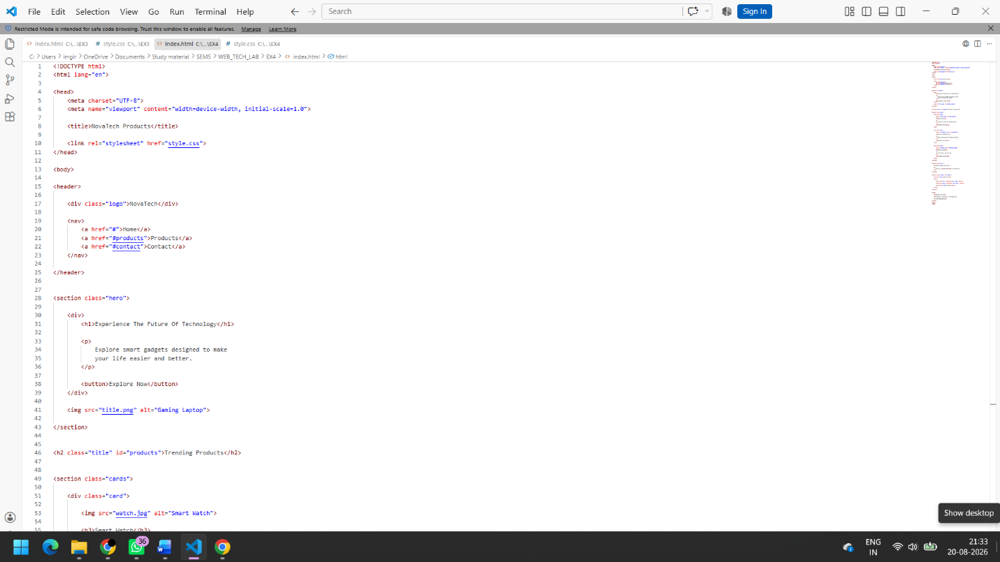 File Edit Selection View Go Run Terminal Help Search Sign In
Restricted Mode is intended for safe code browsing. Trust this window to enable all features. Manage Learn More
<> index.html C:\...\EX3 # style.css C:\...\EX3 <> index.html C:\...\EX4 # style.css C:\...\EX4
C: > Users > imgir > OneDrive > Documents > Study material > SEM5 > WEB_TECH_LAB > EX4 > <> index.html > html
1 <!DOCTYPE html>
2 <html lang="en">
3
4 <head>
5 <meta charset="UTF-8">
6 <meta name="viewport" content="width=device-width, initial-scale=1.0">
7
8 <title>NovaTech Products</title>
9
10 <link rel="stylesheet" href="style.css">
11 </head>
12
13 <body>
14
15 <header>
16
17 <div class="logo">NovaTech</div>
18
19 <nav>
20 <a href="#">Home</a>
21 <a href="#products">Products</a>
22 <a href="#contact">Contact</a>
23 </nav>
24
25 </header>
26
27
28 <section class="hero">
29
30 <div>
31 <h1>Experience The Future Of Technology</h1>
32
33 <p>
34 Explore smart gadgets designed to make
35 your life easier and better.
36 </p>
37
38 <button>Explore Now</button>
39 </div>
40
41 <img src="title.png" alt="Gaming Laptop">
42
43 </section>
44
45
46 <h2 class="title" id="products">Trending Products</h2>
47
48
49 <section class="cards">
50
51 <div class="card">
52
53 <img src="watch.jpg" alt="Smart Watch">
54
55 <h3>Smart Watch</h3>
Show desktop
36
ENG
IN
21:33
20-08-2026